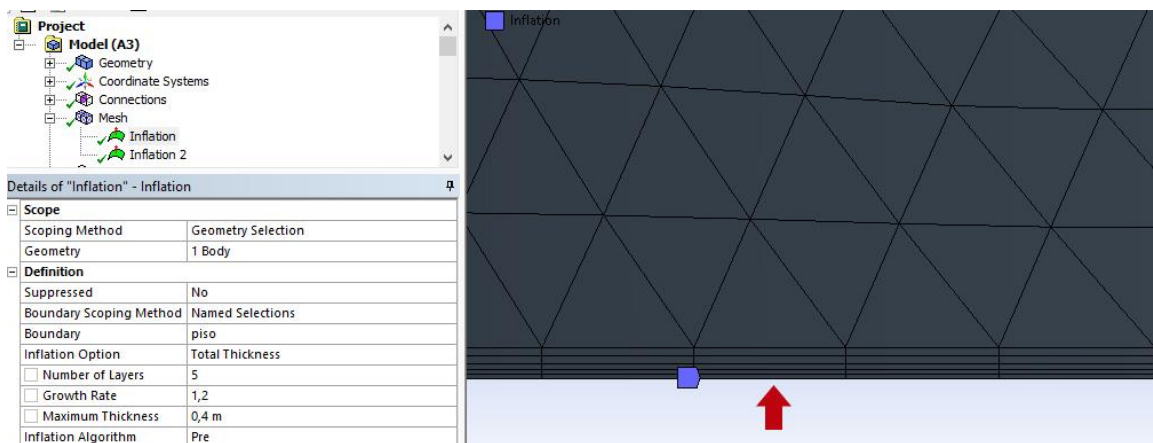 Project
Model (A3)
Geometry
Coordinate Systems
Connections
Mesh
Inflation
Inflation 2
Details of "Inflation" - Inflation
Scope
Scoping Method Geometry Selection
Geometry 1 Body
Definition
Suppressed No
Boundary Scoping Method Named Selections
Boundary piso
Inflation Option Total Thickness
Number of Layers 5
Growth Rate 1,2
Maximum Thickness 0,4 m
Inflation Algorithm Pre
Inflation